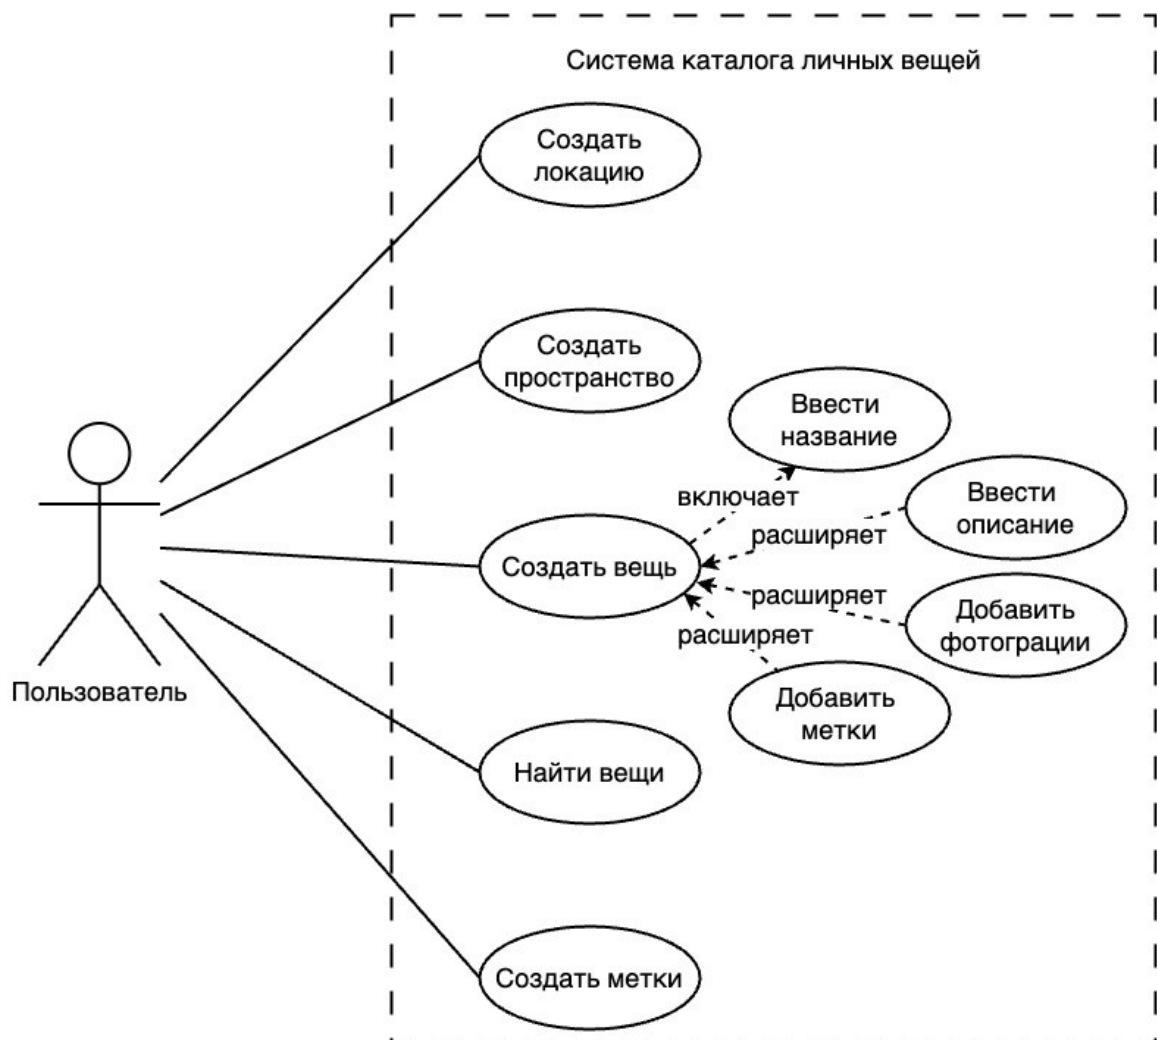 Система каталога личных вещей
Создать
локацию
Создать
пространство
Ввести
название
включает
Ввести
описание
расширяет
Создать вещь
расширяет
Добавить
фотограции
расширяет
Добавить
метки
Пользователь
Найти вещи
Создать метки